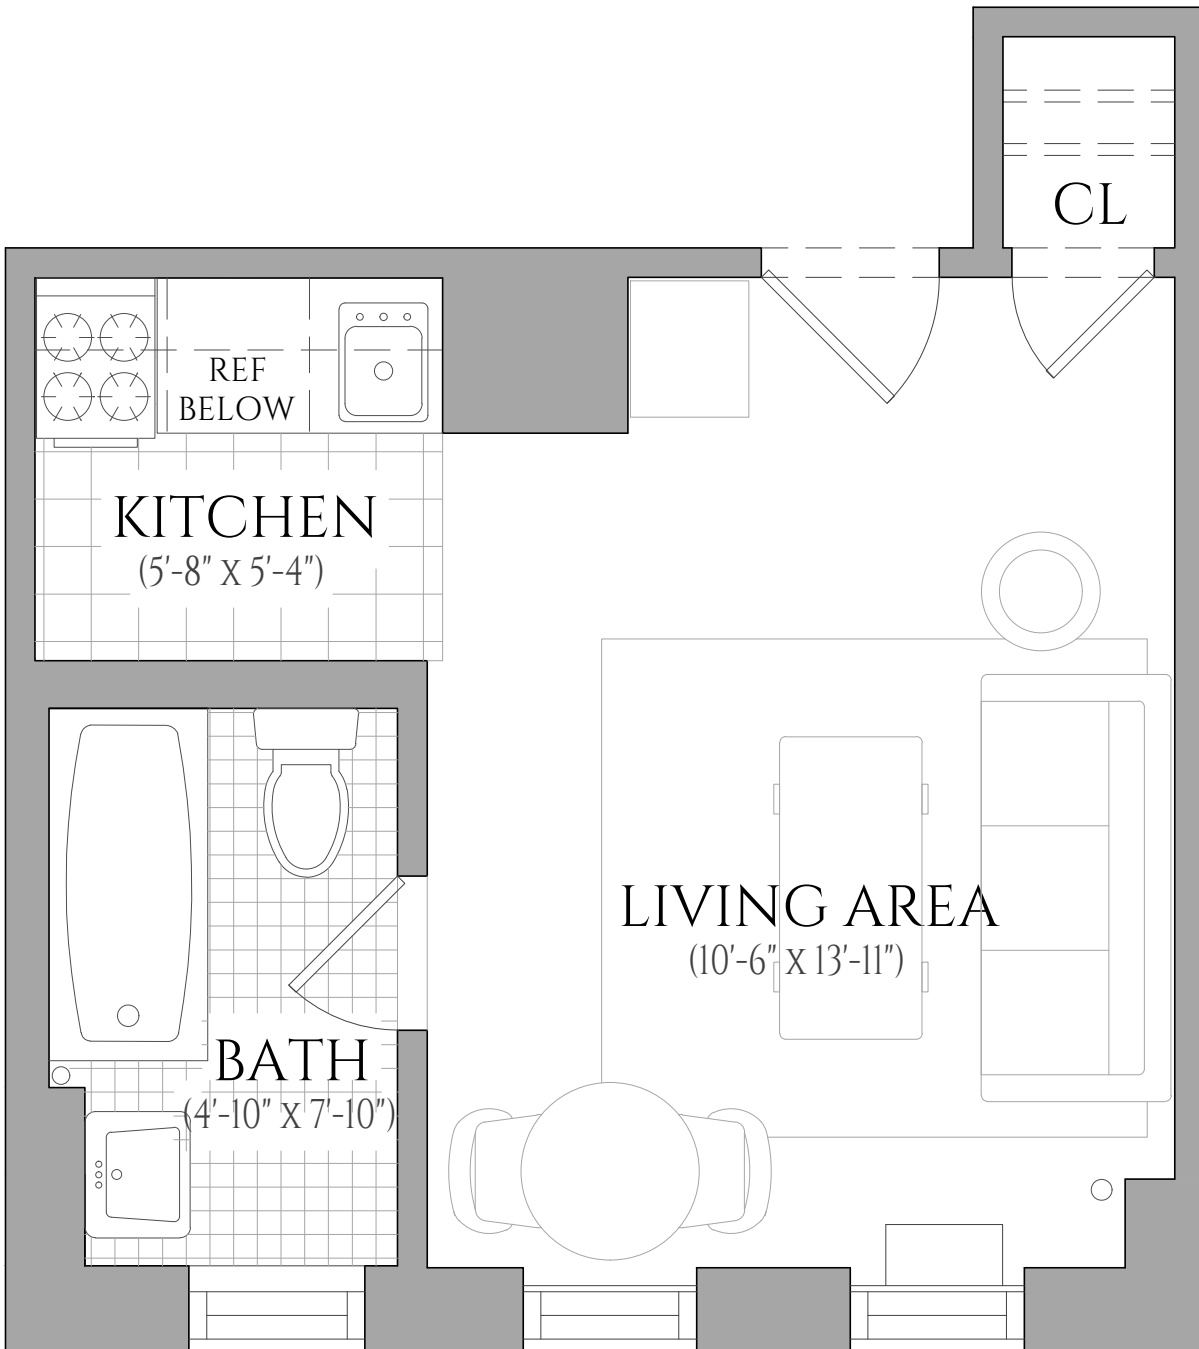 CL
REF
BELOW
KITCHEN
(5'-8" X 5'-4")
LIVING AREA
(10'-6" X 13'-11")
BATH
(4'-10" X 7'-10")